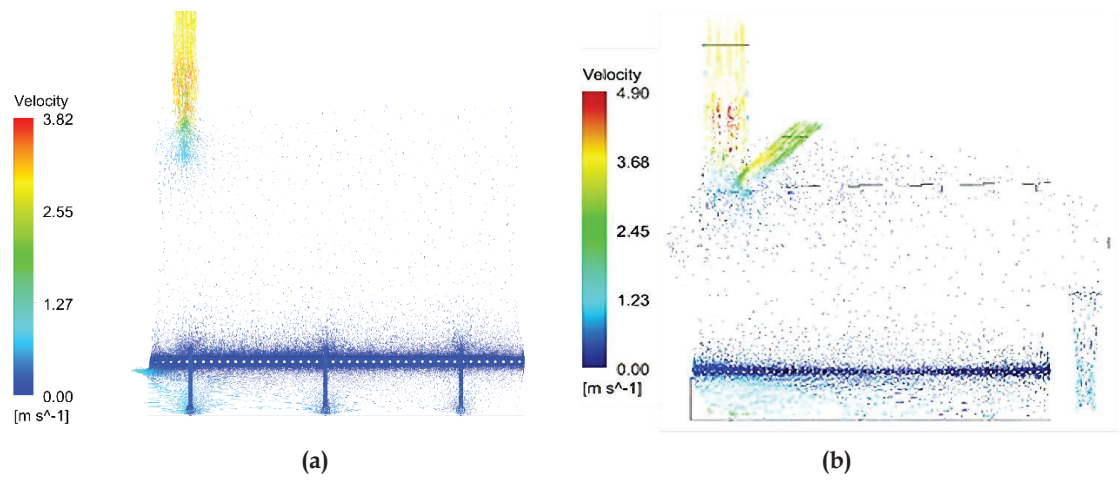 Velocity
3.82
2.55
1.27
0.00
[m s^-1]
(a)
Velocity
4.90
3.68
2.45
1.23
0.00
[m s^-1]
(b)